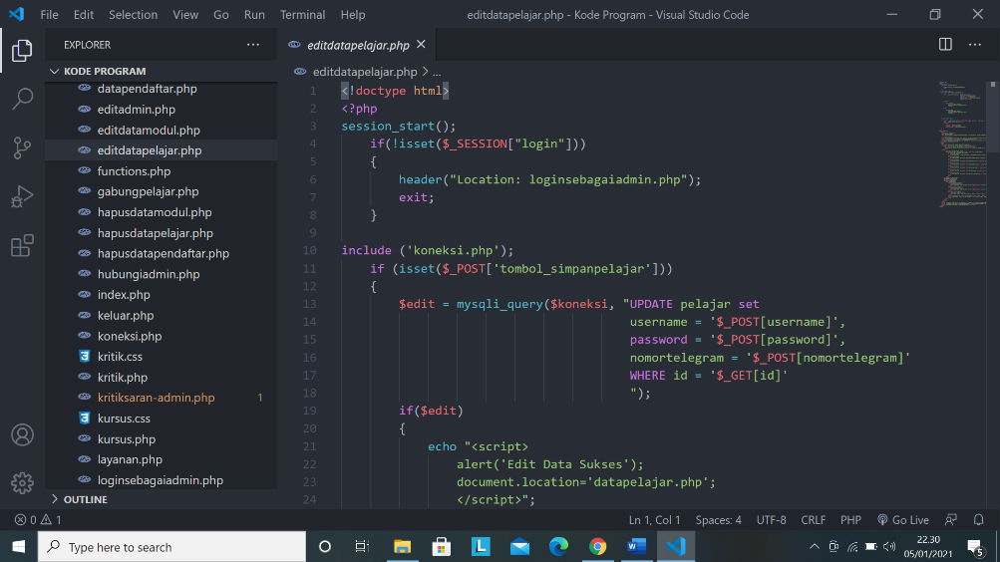 File Edit Selection View Go Run Terminal Help editdatapelajar.php - Kode Program - Visual Studio Code
EXPLORER
KODE PROGRAM
datapendaftar.php
editadmin.php
editdatamodul.php
editdatapelajar.php
functions.php
gabungpelajar.php
hapusdatamodul.php
hapusdatapelajar.php
hapusdatapendaftar.php
hubungiadmin.php
index.php
keluar.php
koneksi.php
kritik.css
kritik.php
kritiksaran-admin.php 1
kursus.css
kursus.php
layanan.php
loginsebagaiadmin.php
OUTLINE
editdatapelajar.php
editdatapelajar.php > ...
1 <!doctype html>
2 <?php
3 session_start();
4 if(!isset($_SESSION["login"]))
5 {
6 header("Location: loginsebagaiadmin.php");
7 exit;
8 }
9
10 include ('koneksi.php');
11 if (isset($_POST['tombol_simpanpelajar']))
12 {
13 $edit = mysqli_query($koneksi, "UPDATE pelajar set
14 username = '$_POST[username]',
15 password = '$_POST[password]',
16 nomortelegram = '$_POST[nomortelegram]'
17 WHERE id = '$_GET[id]'
18 ");
19 if($edit)
20 {
21 echo "<script>
22 alert('Edit Data Sukses');
23 document.location='datapelajar.php';
24 </script>";
0 1 Ln 1, Col 1 Spaces: 4 UTF-8 CRLF PHP Go Live
Type here to search
22.30
05/01/2021
5